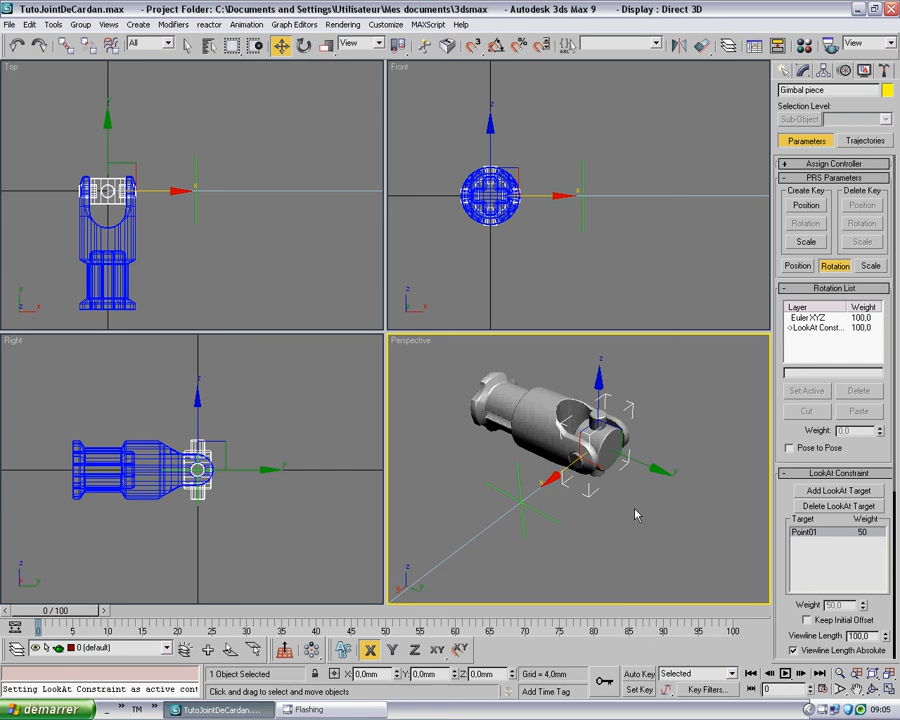 TutoJointDeCardan.max - Project Folder: C:\Documents and Settings\Utilisateur\Mes documents\3dsmax - Autodesk 3ds Max 9 - Display : Direct 3D
File Edit Tools Group Views Create Modifiers reactor Animation Graph Editors Rendering Customize MAXScript Help
All View View
Top
Front
Right
Perspective
y
x
z
x
z
y
z
y
x
y
z
x
z
x
z
y
z
y
x
Gimbal piece
Selection Level:
Sub-Object
Parameters Trajectories
+ Assign Controller
- PRS Parameters
Create Key Delete Key
Position Position
Rotation Rotation
Scale Scale
Position Rotation Scale
- Rotation List
Layer Weight
Euler XYZ 100,0
->LookAt Const... 100,0
Set Active Delete
Cut Paste
Weight: 0,0
Pose to Pose
- LookAt Constraint
Add LookAt Target
Delete LookAt Target
Target Weight
Point01 50
Weight 50,0
Keep Initial Offset
Viewline Length 100,0
Viewline Length Absolute
< 0 / 100 >
0 5 10 15 20 25 30 35 40 45 50 55 60 65 70 75 80 85 90 95 100
0 (default)
X Y Z XY XY
1 Object Selected X: 0,0mm Y: 0,0mm Z: 0,0mm Grid = 4,0mm
Auto Key Selected
Setting LookAt Constraint as active cont
Click and drag to select and move objects
Add Time Tag
Set Key Key Filters... 0
démarrer » TM » TutoJointDeCardan.... Flashing 09:05